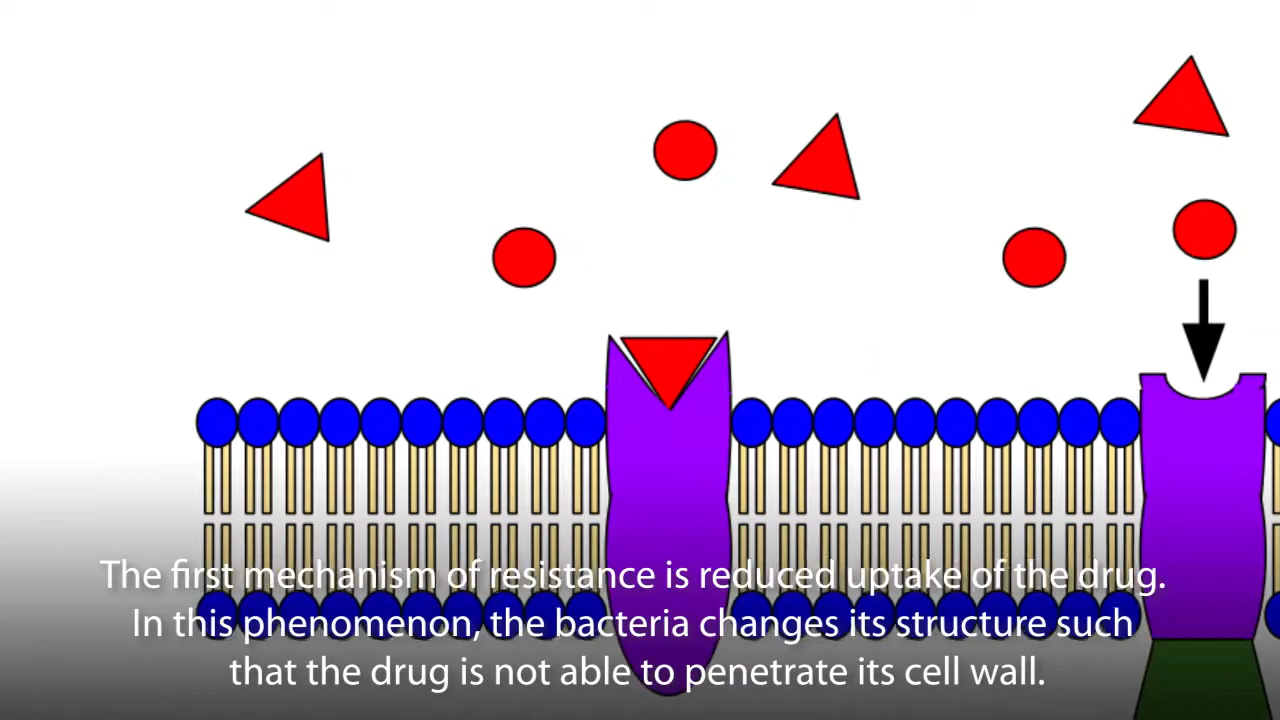 The first mechanism of resistance is reduced uptake of the drug.
In this phenomenon, the bacteria changes its structure such
that the drug is not able to penetrate its cell wall.